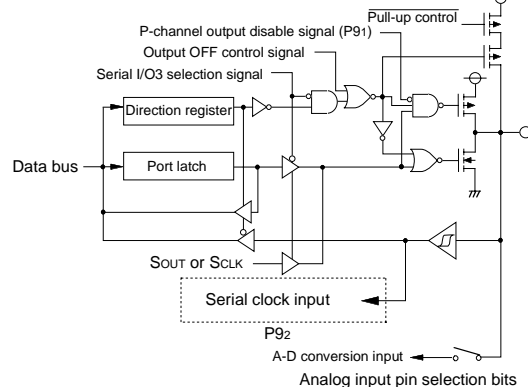 Pull-up control
P-channel output disable signal (P91)
Output OFF control signal
Serial I/O3 selection signal
Direction register
Data bus
Port latch
SOUT or SCLK
Serial clock input
P92
A-D conversion input
Analog input pin selection bits